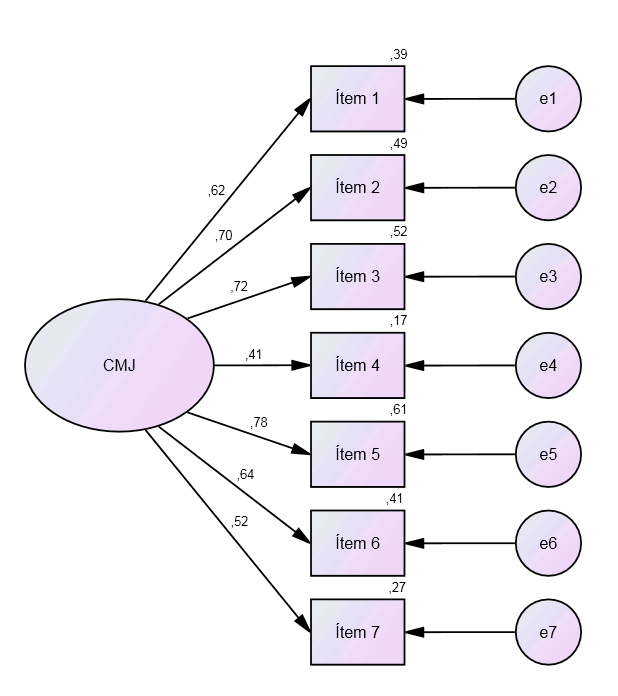 ,39
Ítem 1
e1
,62
,49
Ítem 2
e2
,70
,52
Ítem 3
e3
,72
,17
Ítem 4
e4
,41
CMJ
,61
Ítem 5
e5
,78
,41
Ítem 6
e6
,64
,27
Ítem 7
e7
,52